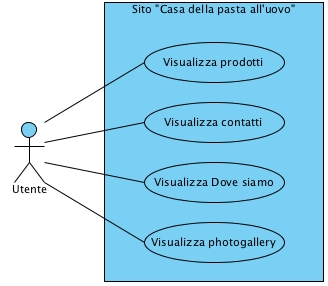 Sito "Casa della pasta all'uovo"
Visualizza prodotti
Visualizza contatti
Visualizza Dove siamo
Visualizza photogallery
Utente